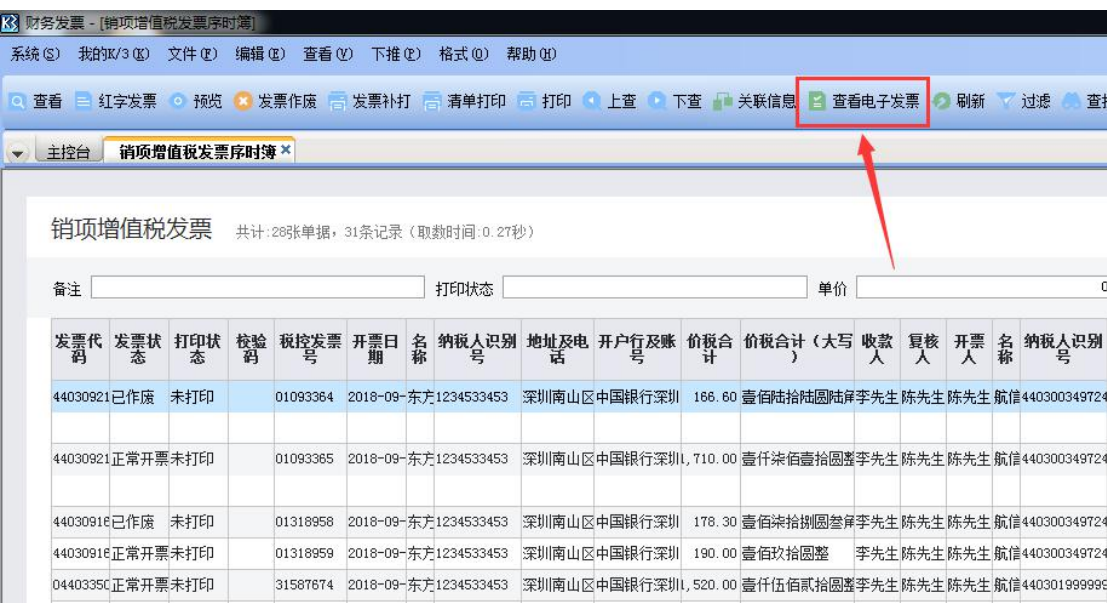 K3 财务发票 - [销项增值税发票序时簿]
系统(S) 我的K/3(K) 文件(F) 编辑(E) 查看(V) 下推(P) 格式(O) 帮助(H)
查看 红字发票 预览 发票作废 发票补打 清单打印 打印 上查 下查 关联信息 查看电子发票 刷新 过滤
主控台 销项增值税发票序时簿 ×
销项增值税发票 共计:28张单据，31条记录（取数时间:0.27秒）
备注 打印状态 单价
发票代码 发票状态 打印状态 校验码 税控发票号 开票日期 名称 纳税人识别号 地址及电话 开户行及账号 价税合计 价税合计（大写） 收款人 复核人 开票人 名称 纳税人识别号
44030921 已作废 未打印 01093364 2018-09- 东方 1234534453 深圳南山区 中国银行深圳 166.60 壹佰陆拾陆圆陆角 李先生 陈先生 陈先生 航信 440300349724
44030921 正常开票 未打印 01093365 2018-09- 东方 1234534453 深圳南山区 中国银行深圳 1,710.00 壹仟柒佰壹拾圆整 李先生 陈先生 陈先生 航信 440300349724
44030916 已作废 未打印 01318958 2018-09- 东方 1234534453 深圳南山区 中国银行深圳 178.30 壹佰柒拾捌圆叁角 李先生 陈先生 陈先生 航信 440300349724
44030916 正常开票 未打印 01318959 2018-09- 东方 1234534453 深圳南山区 中国银行深圳 190.00 壹佰玖拾圆整 李先生 陈先生 陈先生 航信 440300349724
04403350 正常开票 未打印 31587674 2018-09- 东方 1234534453 深圳南山区 中国银行深圳 1,520.00 壹仟伍佰贰拾圆整 李先生 陈先生 陈先生 航信 440301999999